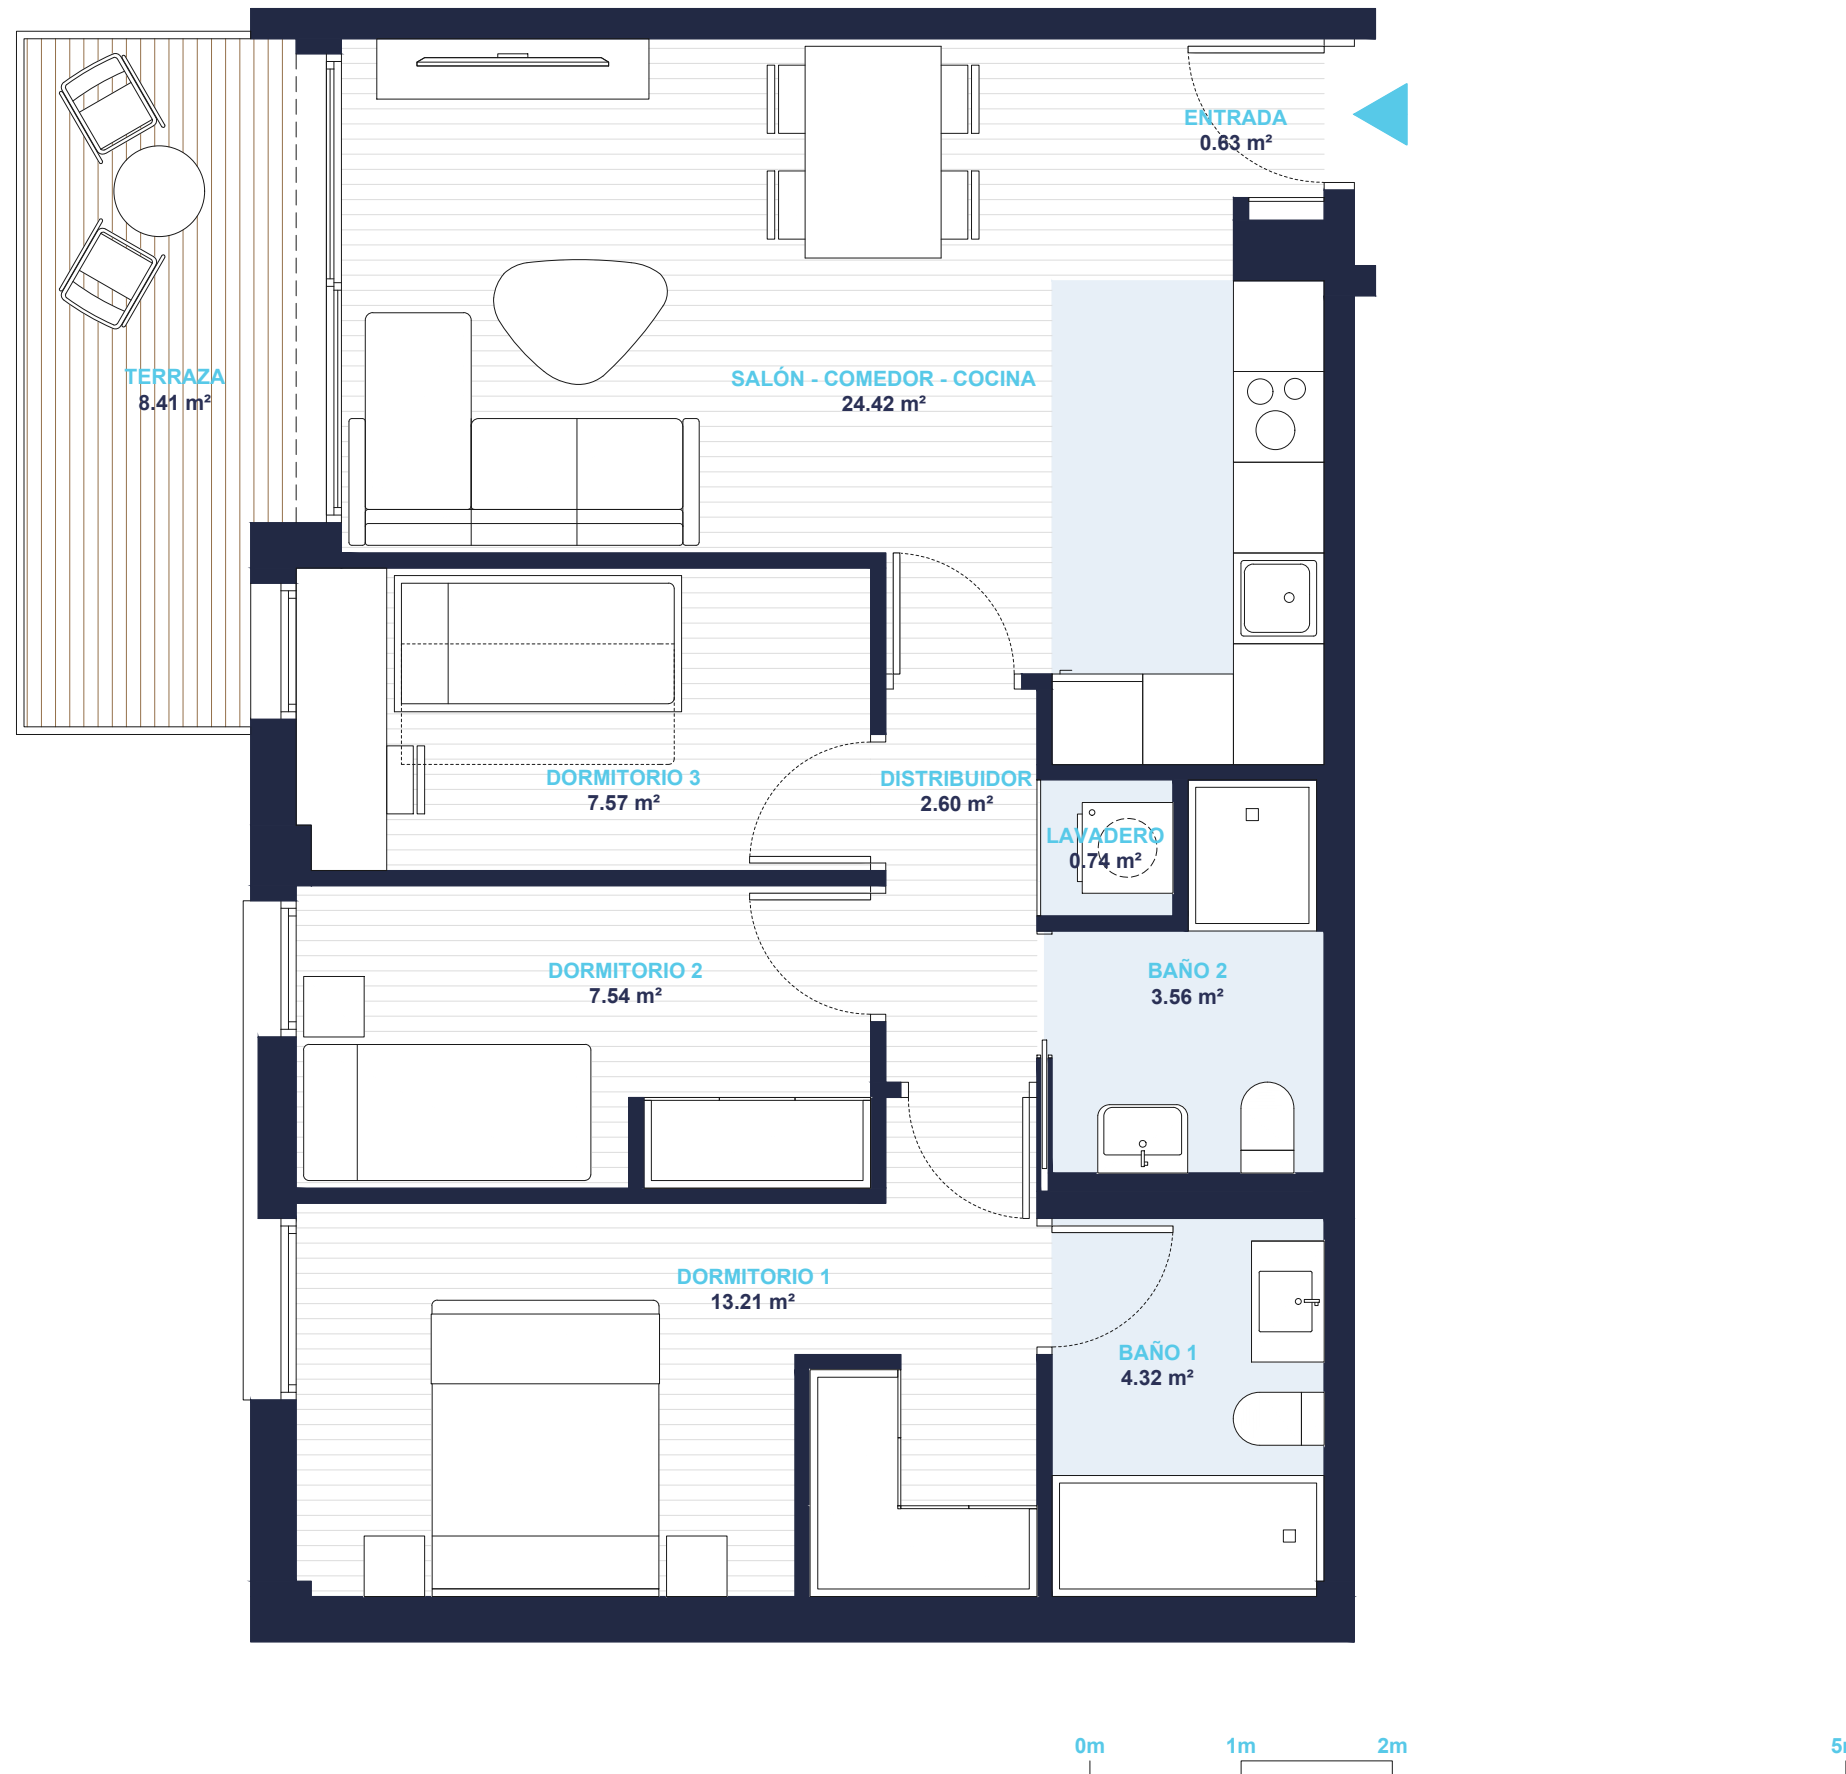 ENTRADA
0.63 m²
TERRAZA
8.41 m²
SALÓN - COMEDOR - COCINA
24.42 m²
DORMITORIO 3
7.57 m²
DISTRIBUIDOR
2.60 m²
LAVADERO
0.74 m²
DORMITORIO 2
7.54 m²
BAÑO 2
3.56 m²
DORMITORIO 1
13.21 m²
BAÑO 1
4.32 m²
0m 1m 2m